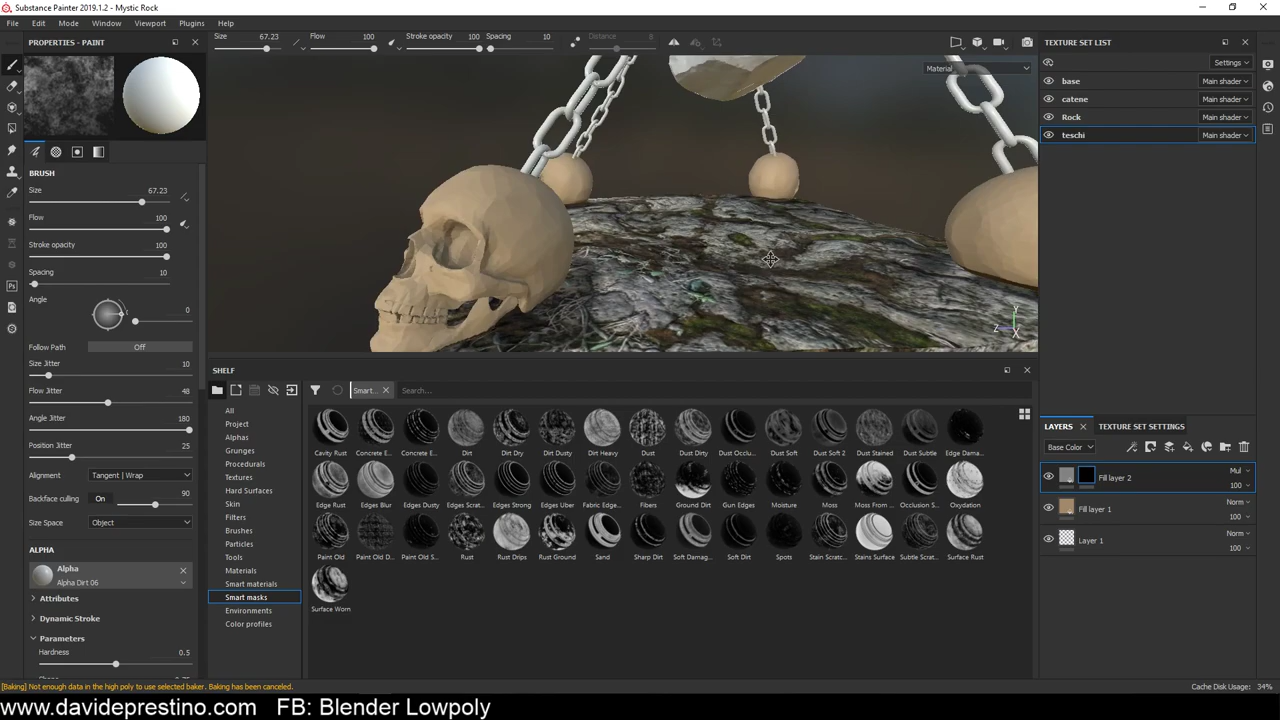 Substance Painter 2019.1.2 - Mystic Rock
File Edit Mode Viewport Plugins Help
PROPERTIES - PAINT
Size 67.23 Flow 100 Stroke opacity 100 Spacing 10 Distance 8
Material
BRUSH
Size 67.23
Flow 100
Stroke opacity 100
Spacing 10
Angle 0
Follow Path Off
Size Jitter 10
Flow Jitter 48
Angle Jitter 180
Position Jitter 25
Alignment Tangent | Wrap
Backface culling On 90
Size Space Object
ALPHA
Alpha
Alpha Dirt 06
Attributes
Dynamic Stroke
Parameters
Hardness 0.5
Y
Z X
SHELF
Smart... Search...
All
Project
Alphas
Grunges
Procedurals
Textures
Hard Surfaces
Skin
Filters
Brushes
Particles
Tools
Materials
Smart materials
Smart masks
Environments
Color profiles
Cavity Rust Concrete E... Concrete E... Dirt Dirt Dry Dirt Dusty Dirt Heavy Dust Dust Dirty Dust Occlu... Dust Soft Dust Soft 2 Dust Stained Dust Subtle Edge Dama...
Edge Rust Edges Blur Edges Dusty Edges Scrat... Edges Strong Edges Uber Fabric Edge... Fibers Ground Dirt Gun Edges Moisture Moss Moss From ... Occlusion S... Oxydation
Paint Old Paint Old D... Paint Old S... Rust Rust Drips Rust Ground Sand Sharp Dirt Soft Damag... Soft Dirt Spots Stain Scratc... Stains Surface Subtle Scrat... Surface Rust
Surface Worn
TEXTURE SET LIST
Settings
base Main shader
catene Main shader
Rock Main shader
teschi Main shader
LAYERS TEXTURE SET SETTINGS
Base Color
Fill layer 2 Mul 100
Fill layer 1 Norm 100
Layer 1 Norm 100
[Baking] Not enough data in the high poly to use selected baker. Baking has been canceled.
Cache Disk Usage: 34%
www.davideprestino.com FB: Blender Lowpoly